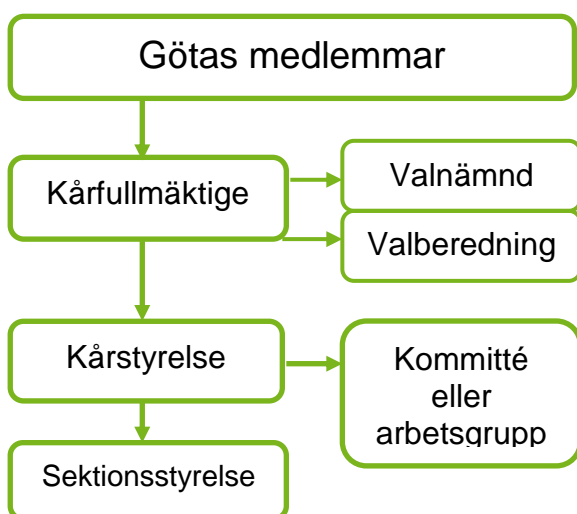 Götas medlemmar
Kårfullmäktige
Valnämnd
Valberedning
Kårstyrelse
Kommitté
eller
arbetsgrupp
Sektionsstyrelse